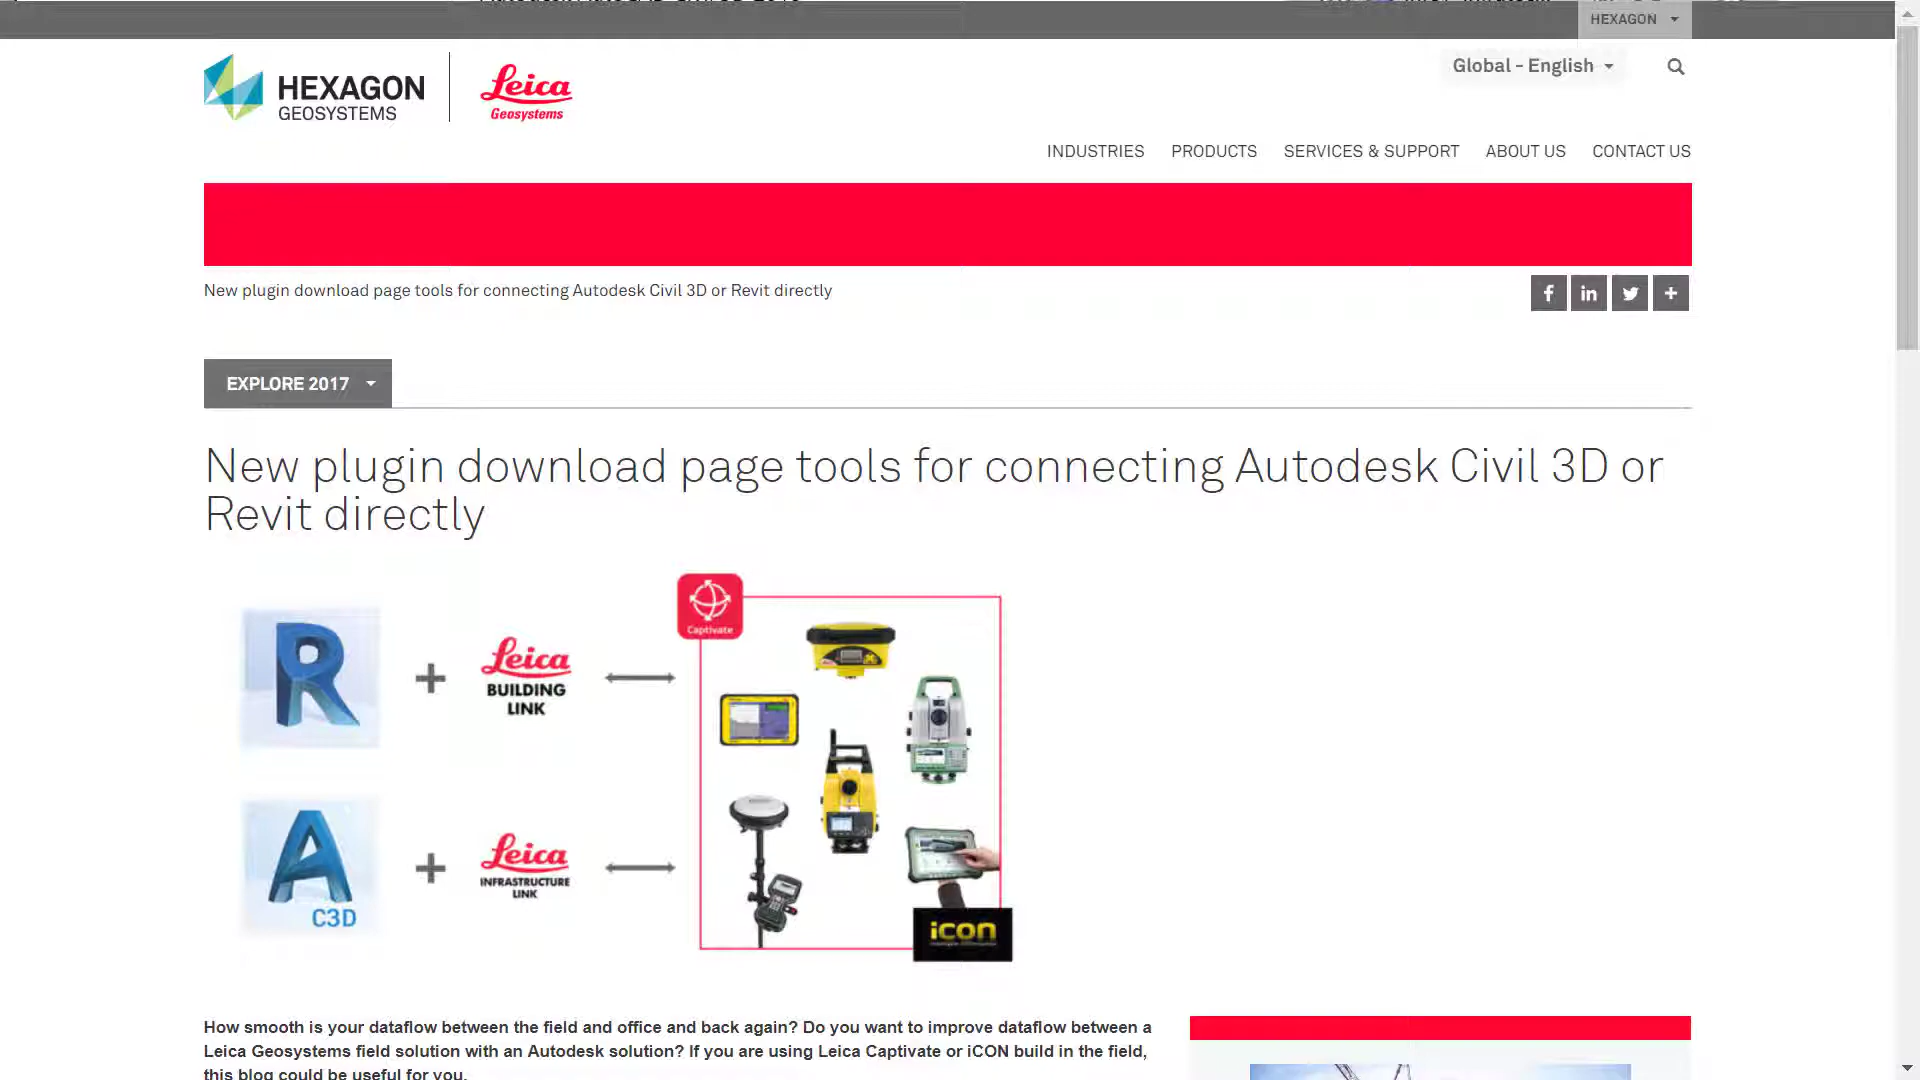 HEXAGON
Global - English
HEXAGON
GEOSYSTEMS
Leica
Geosystems
INDUSTRIES PRODUCTS SERVICES & SUPPORT ABOUT US CONTACT US
New plugin download page tools for connecting Autodesk Civil 3D or Revit directly
EXPLORE 2017
New plugin download page tools for connecting Autodesk Civil 3D or
Revit directly
Captivate
R
Leica
BUILDING
LINK
A
C3D
Leica
INFRASTRUCTURE
LINK
icon
How smooth is your dataflow between the field and office and back again? Do you want to improve dataflow between a
Leica Geosystems field solution with an Autodesk solution? If you are using Leica Captivate or iCON build in the field,
this blog could be useful for you.